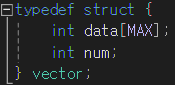 typedef struct {
    int data[MAX];
    int num;
} vector;